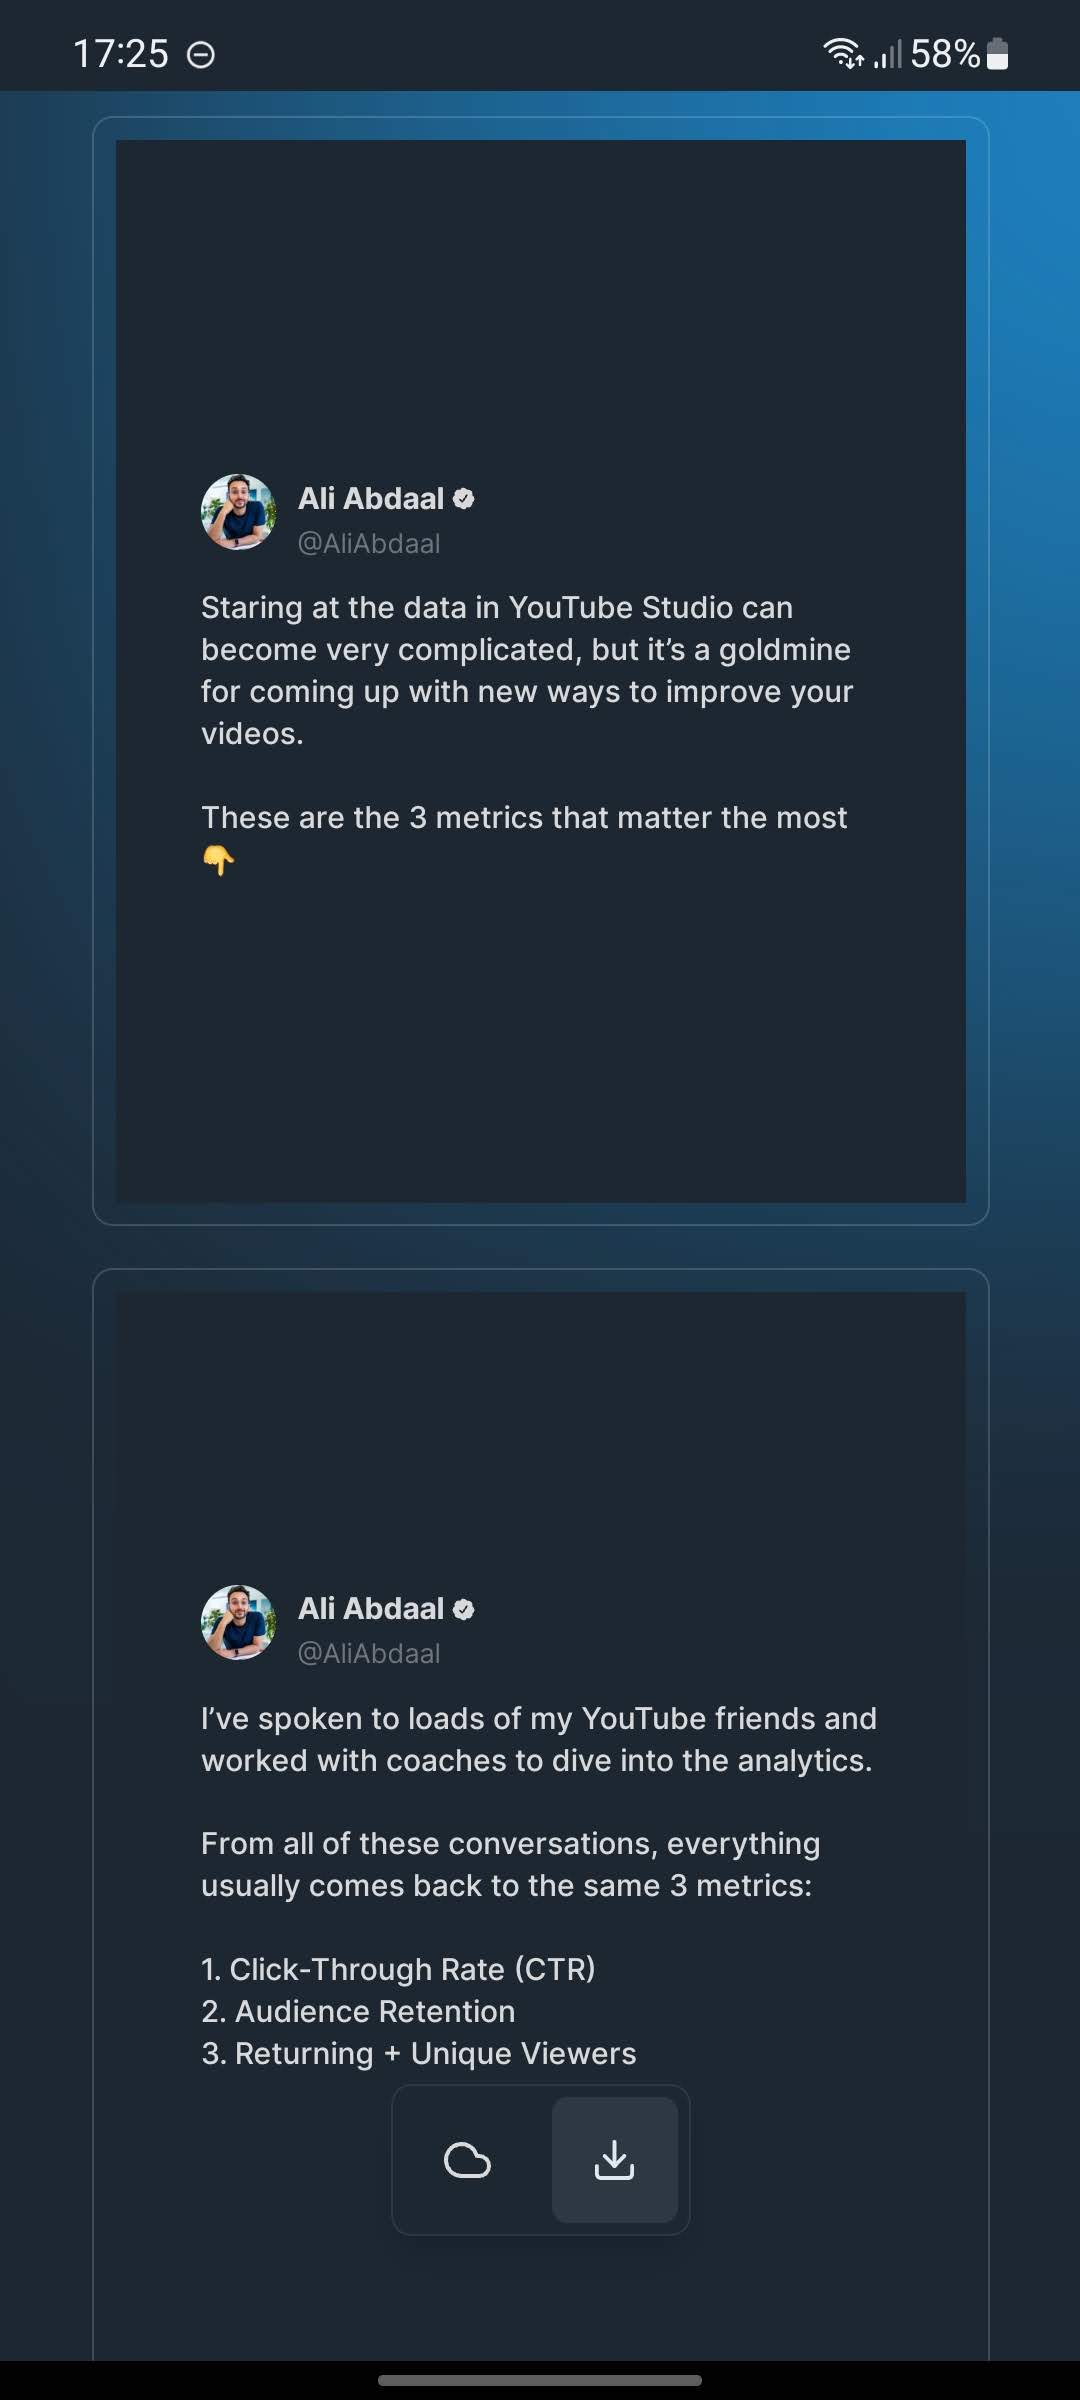 17:25
58%
Ali Abdaal
@AliAbdaal
Staring at the data in YouTube Studio can
become very complicated, but it’s a goldmine
for coming up with new ways to improve your
videos.
These are the 3 metrics that matter the most
👇
Ali Abdaal
@AliAbdaal
I’ve spoken to loads of my YouTube friends and
worked with coaches to dive into the analytics.
From all of these conversations, everything
usually comes back to the same 3 metrics:
1. Click-Through Rate (CTR)
2. Audience Retention
3. Returning + Unique Viewers